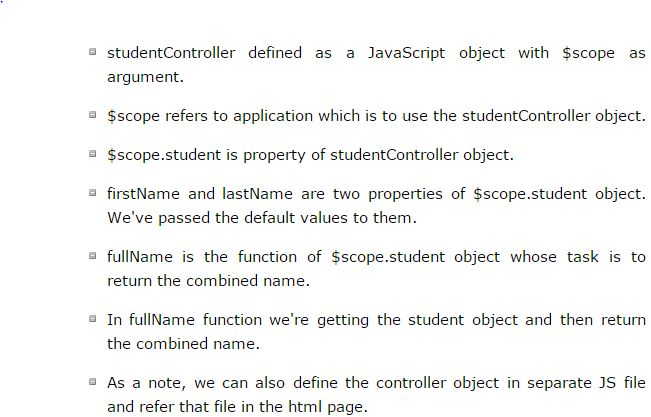 studentController defined as a JavaScript object with $scope as
argument.
$scope refers to application which is to use the studentController object.
$scope.student is property of studentController object.
firstName and lastName are two properties of $scope.student object.
We've passed the default values to them.
fullName is the function of $scope.student object whose task is to
return the combined name.
In fullName function we're getting the student object and then return
the combined name.
As a note, we can also define the controller object in separate JS file
and refer that file in the html page.